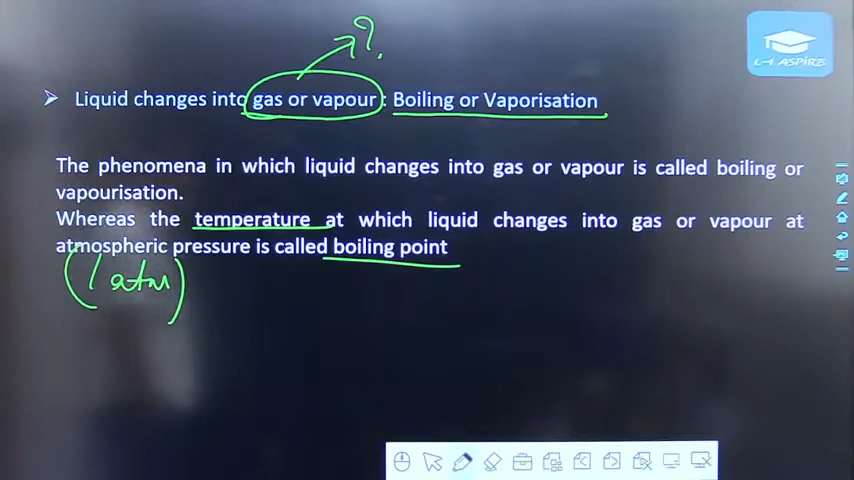 ?.
L-1 ASPIRE
Liquid changes into gas or vapour : Boiling or Vaporisation
The phenomena in which liquid changes into gas or vapour is called boiling or
vapourisation.
Whereas the temperature at which liquid changes into gas or vapour at
atmospheric pressure is called boiling point
(1 atm)